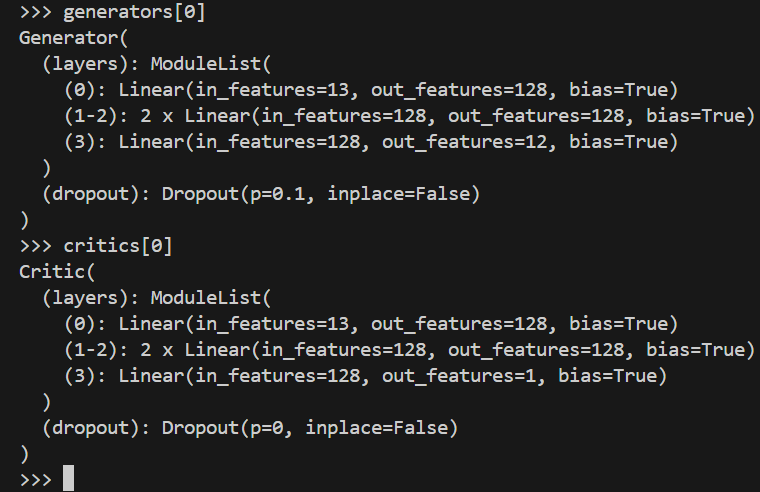 >>> generators[0]
Generator(
  (layers): ModuleList(
    (0): Linear(in_features=13, out_features=128, bias=True)
    (1-2): 2 x Linear(in_features=128, out_features=128, bias=True)
    (3): Linear(in_features=128, out_features=12, bias=True)
  )
  (dropout): Dropout(p=0.1, inplace=False)
)
>>> critics[0]
Critic(
  (layers): ModuleList(
    (0): Linear(in_features=13, out_features=128, bias=True)
    (1-2): 2 x Linear(in_features=128, out_features=128, bias=True)
    (3): Linear(in_features=128, out_features=1, bias=True)
  )
  (dropout): Dropout(p=0, inplace=False)
)
>>>